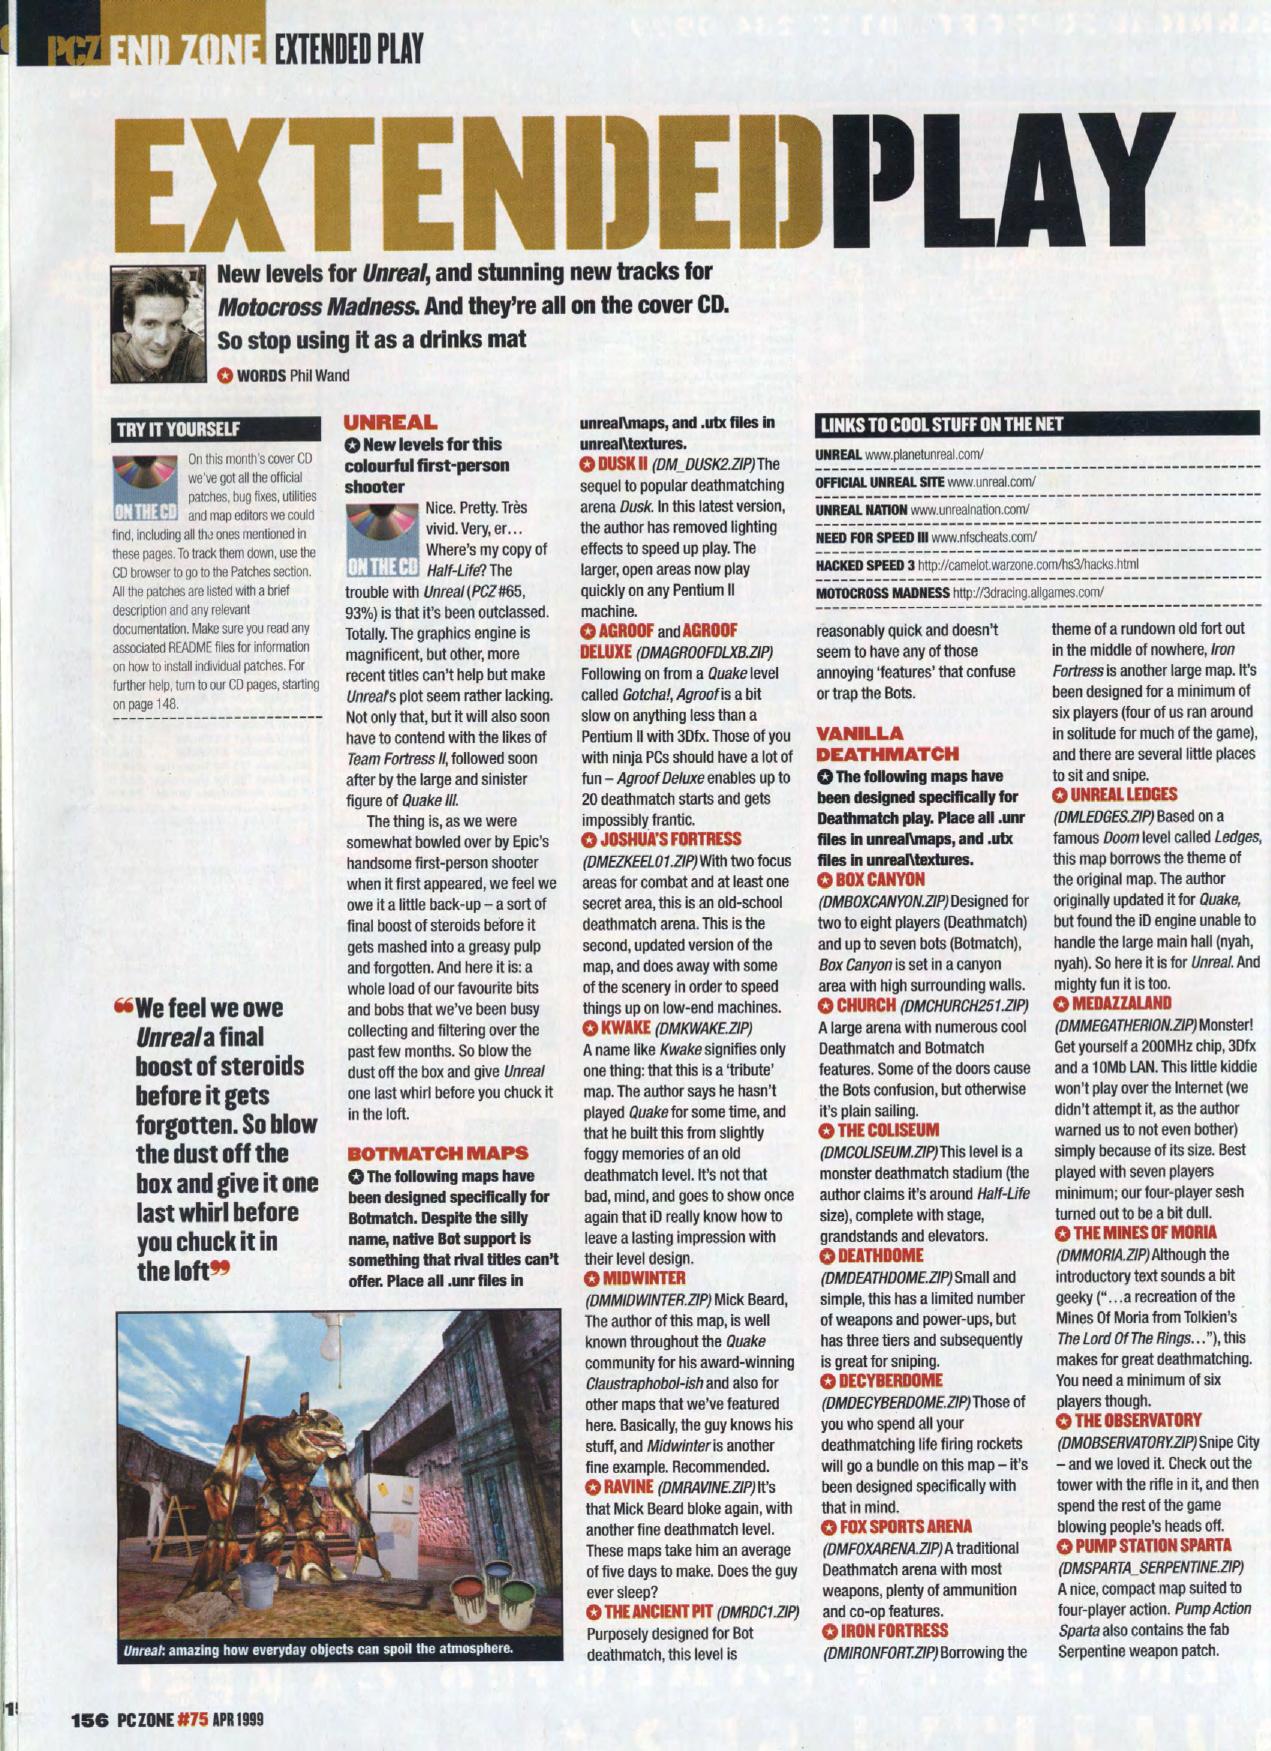 PCZ END ZONE EXTENDED PLAY
EXTENDEDPLAY
New levels for Unreal, and stunning new tracks for
Motocross Madness. And they're all on the cover CD.
So stop using it as a drinks mat
WORDS Phil Wand
TRY IT YOURSELF
ON THE CD
On this month's cover CD
we've got all the official
patches, bug fixes, utilities
and map editors we could
find, including all the ones mentioned in
these pages. To track them down, use the
CD browser to go to the Patches section.
All the patches are listed with a brief
description and any relevant
documentation. Make sure you read any
associated README files for information
on how to install individual patches. For
further help, turn to our CD pages, starting
on page 148.
“We feel we owe
Unreal a final
boost of steroids
before it gets
forgotten. So blow
the dust off the
box and give it one
last whirl before
you chuck it in
the loft”
UNREAL
New levels for this
colourful first-person
shooter
ON THE CD
Nice. Pretty. Très
vivid. Very, er...
Where's my copy of
Half-Life? The
trouble with Unreal (PCZ #65,
93%) is that it's been outclassed.
Totally. The graphics engine is
magnificent, but other, more
recent titles can't help but make
Unreal's plot seem rather lacking.
Not only that, but it will also soon
have to contend with the likes of
Team Fortress II, followed soon
after by the large and sinister
figure of Quake III.
The thing is, as we were
somewhat bowled over by Epic's
handsome first-person shooter
when it first appeared, we feel we
owe it a little back-up – a sort of
final boost of steroids before it
gets mashed into a greasy pulp
and forgotten. And here it is: a
whole load of our favourite bits
and bobs that we've been busy
collecting and filtering over the
past few months. So blow the
dust off the box and give Unreal
one last whirl before you chuck it
in the loft.
BOTMATCH MAPS
The following maps have
been designed specifically for
Botmatch. Despite the silly
name, native Bot support is
something that rival titles can't
offer. Place all .unr files in
unreal\maps, and .utx files in
unreal\textures.
DUSK II (DM_DUSK2.ZIP) The
sequel to popular deathmatching
arena Dusk. In this latest version,
the author has removed lighting
effects to speed up play. The
larger, open areas now play
quickly on any Pentium II
machine.
AGROOF and AGROOF
DELUXE (DMAGROOFDLXB.ZIP)
Following on from a Quake level
called Gotcha!, Agroof is a bit
slow on anything less than a
Pentium II with 3Dfx. Those of you
with ninja PCs should have a lot of
fun – Agroof Deluxe enables up to
20 deathmatch starts and gets
impossibly frantic.
JOSHUA'S FORTRESS
(DMEZKEEL01.ZIP) With two focus
areas for combat and at least one
secret area, this is an old-school
deathmatch arena. This is the
second, updated version of the
map, and does away with some
of the scenery in order to speed
things up on low-end machines.
KWAKE (DMKWAKE.ZIP)
A name like Kwake signifies only
one thing: that this is a 'tribute'
map. The author says he hasn't
played Quake for some time, and
that he built this from slightly
foggy memories of an old
deathmatch level. It's not that
bad, mind, and goes to show once
again that iD really know how to
leave a lasting impression with
their level design.
MIDWINTER
(DMMIDWINTER.ZIP) Mick Beard,
The author of this map, is well
known throughout the Quake
community for his award-winning
Claustraphobol-ish and also for
other maps that we've featured
here. Basically, the guy knows his
stuff, and Midwinter is another
fine example. Recommended.
RAVINE (DMRAVINE.ZIP) It's
that Mick Beard bloke again, with
another fine deathmatch level.
These maps take him an average
of five days to make. Does the guy
ever sleep?
THE ANCIENT PIT (DMRDC1.ZIP)
Purposely designed for Bot
deathmatch, this level is
LINKS TO COOL STUFF ON THE NET
UNREAL www.planetunreal.com/
OFFICIAL UNREAL SITE www.unreal.com/
UNREAL NATION www.unrealnation.com/
NEED FOR SPEED III www.nfscheats.com/
HACKED SPEED 3 http://camelot.warzone.com/hs3/hacks.html
MOTOCROSS MADNESS http://3dracing.allgames.com/
reasonably quick and doesn't
seem to have any of those
annoying 'features' that confuse
or trap the Bots.
VANILLA
DEATHMATCH
The following maps have
been designed specifically for
Deathmatch play. Place all .unr
files in unreal\maps, and .utx
files in unreal\textures.
BOX CANYON
(DMBOXCANYON.ZIP) Designed for
two to eight players (Deathmatch)
and up to seven bots (Botmatch),
Box Canyon is set in a canyon
area with high surrounding walls.
CHURCH (DMCHURCH251.ZIP)
A large arena with numerous cool
Deathmatch and Botmatch
features. Some of the doors cause
the Bots confusion, but otherwise
it's plain sailing.
THE COLISEUM
(DMCOLISEUM.ZIP) This level is a
monster deathmatch stadium (the
author claims it's around Half-Life
size), complete with stage,
grandstands and elevators.
DEATHDOME
(DMDEATHDOME.ZIP) Small and
simple, this has a limited number
of weapons and power-ups, but
has three tiers and subsequently
is great for sniping.
DECYBERDOME
(DMDECYBERDOME.ZIP) Those of
you who spend all your
deathmatching life firing rockets
will go a bundle on this map – it's
been designed specifically with
that in mind.
FOX SPORTS ARENA
(DMFOXARENA.ZIP) A traditional
Deathmatch arena with most
weapons, plenty of ammunition
and co-op features.
IRON FORTRESS
(DMIRONFORT.ZIP) Borrowing the
theme of a rundown old fort out
in the middle of nowhere, Iron
Fortress is another large map. It's
been designed for a minimum of
six players (four of us ran around
in solitude for much of the game),
and there are several little places
to sit and snipe.
UNREAL LEDGES
(DMLEDGES.ZIP) Based on a
famous Doom level called Ledges,
this map borrows the theme of
the original map. The author
originally updated it for Quake,
but found the iD engine unable to
handle the large main hall (nyah,
nyah). So here it is for Unreal. And
mighty fun it is too.
MEDAZZALAND
(DMMEGATHERION.ZIP) Monster!
Get yourself a 200MHz chip, 3Dfx
and a 10Mb LAN. This little kiddie
won't play over the Internet (we
didn't attempt it, as the author
warned us to not even bother)
simply because of its size. Best
played with seven players
minimum; our four-player sesh
turned out to be a bit dull.
THE MINES OF MORIA
(DMMORIA.ZIP) Although the
introductory text sounds a bit
geeky (“...a recreation of the
Mines Of Moria from Tolkien's
The Lord Of The Rings...”), this
makes for great deathmatching.
You need a minimum of six
players though.
THE OBSERVATORY
(DMOBSERVATORY.ZIP) Snipe City
– and we loved it. Check out the
tower with the rifle in it, and then
spend the rest of the game
blowing people's heads off.
PUMP STATION SPARTA
(DMSPARTA_SERPENTINE.ZIP)
A nice, compact map suited to
four-player action. Pump Action
Sparta also contains the fab
Serpentine weapon patch.
Unreal: amazing how everyday objects can spoil the atmosphere.
156 PC ZONE #75 APR 1999